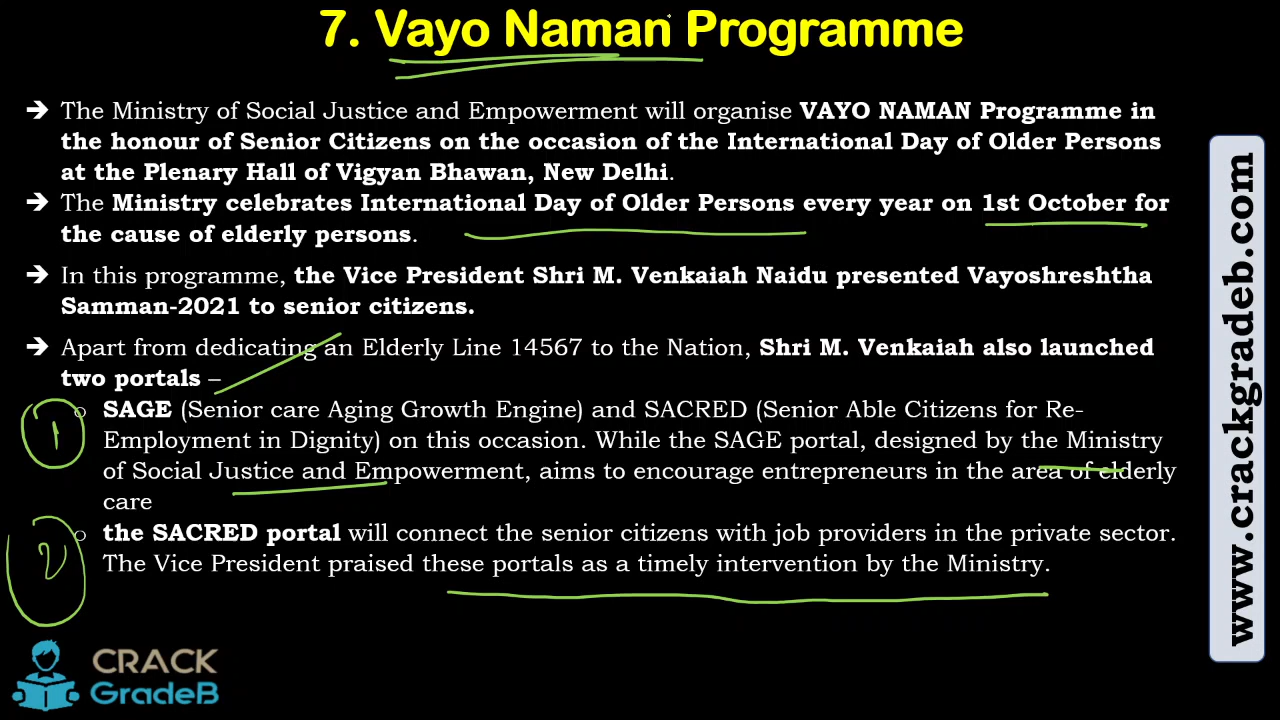 7. Vayo Naman Programme
➔ The Ministry of Social Justice and Empowerment will organise VAYO NAMAN Programme in
the honour of Senior Citizens on the occasion of the International Day of Older Persons
at the Plenary Hall of Vigyan Bhawan, New Delhi.
➔ The Ministry celebrates International Day of Older Persons every year on 1st October for
the cause of elderly persons.
➔ In this programme, the Vice President Shri M. Venkaiah Naidu presented Vayoshreshtha
Samman-2021 to senior citizens.
➔ Apart from dedicating an Elderly Line 14567 to the Nation, Shri M. Venkaiah also launched
two portals –
1
o SAGE (Senior care Aging Growth Engine) and SACRED (Senior Able Citizens for Re-
Employment in Dignity) on this occasion. While the SAGE portal, designed by the Ministry
of Social Justice and Empowerment, aims to encourage entrepreneurs in the area of elderly
care
2
o the SACRED portal will connect the senior citizens with job providers in the private sector.
The Vice President praised these portals as a timely intervention by the Ministry.
CRACK
GradeB
www.crackgradeb.com